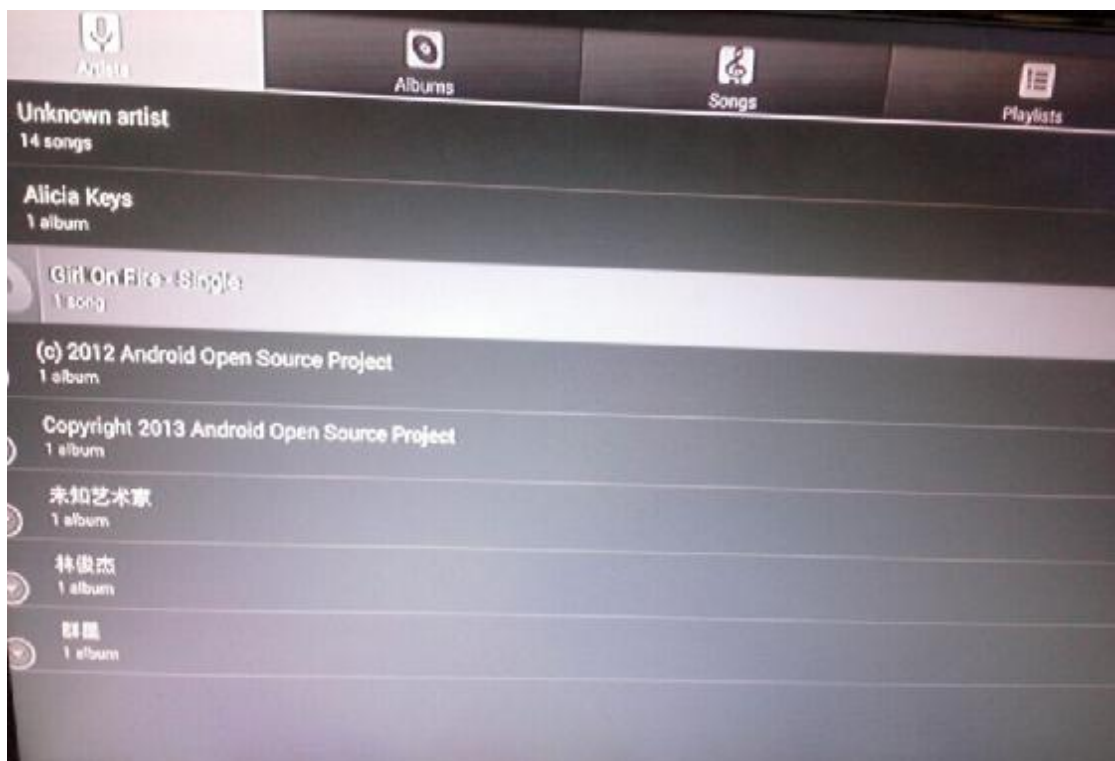 Artists
Albums
Songs
Playlists
Unknown artist
14 songs
Alicia Keys
1 album
Girl On Fire - Single
1 song
(c) 2012 Android Open Source Project
1 album
Copyright 2013 Android Open Source Project
1 album
未知艺术家
1 album
林俊杰
1 album
群星
1 album